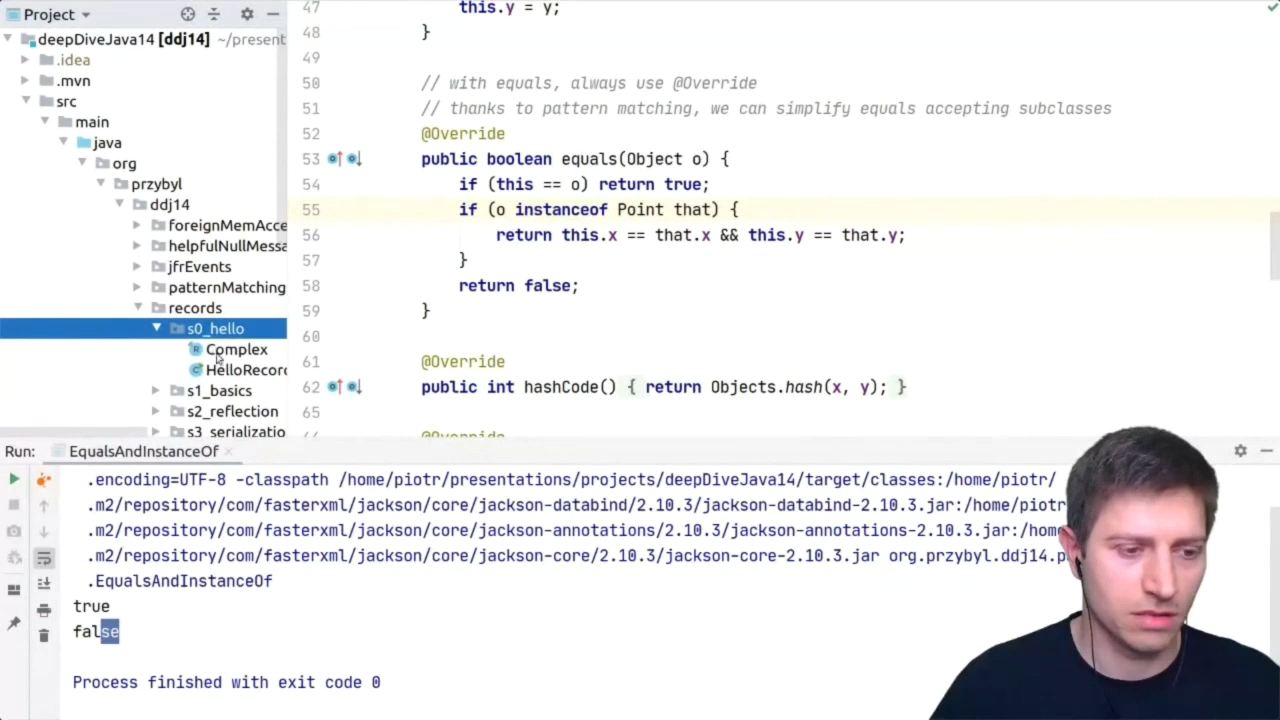 Project
deepDiveJava14 [ddj14] ~/present
.idea
.mvn
src
main
java
org
przybyl
ddj14
foreignMemAcce
helpfulNullMessa
jfrEvents
patternMatching
records
s0_hello
Complex
HelloRecord
s1_basics
s2_reflection
s3_serializatio
47 this.y = y;
48 }
49
50 // with equals, always use @Override
51 // thanks to pattern matching, we can simplify equals accepting subclasses
52 @Override
53 public boolean equals(Object o) {
54 if (this == o) return true;
55 if (o instanceof Point that) {
56 return this.x == that.x && this.y == that.y;
57 }
58 return false;
59 }
60
61 @Override
62 public int hashCode() { return Objects.hash(x, y); }
65
66 @Override
Run: EqualsAndInstanceOf
.encoding=UTF-8 -classpath /home/piotr/presentations/projects/deepDiveJava14/target/classes:/home/piotr/
.m2/repository/com/fasterxml/jackson/core/jackson-databind/2.10.3/jackson-databind-2.10.3.jar:/home/piotr
.m2/repository/com/fasterxml/jackson/core/jackson-annotations/2.10.3/jackson-annotations-2.10.3.jar:/home
.m2/repository/com/fasterxml/jackson/core/jackson-core/2.10.3/jackson-core-2.10.3.jar org.przybyl.ddj14.p
.EqualsAndInstanceOf
true
false
Process finished with exit code 0